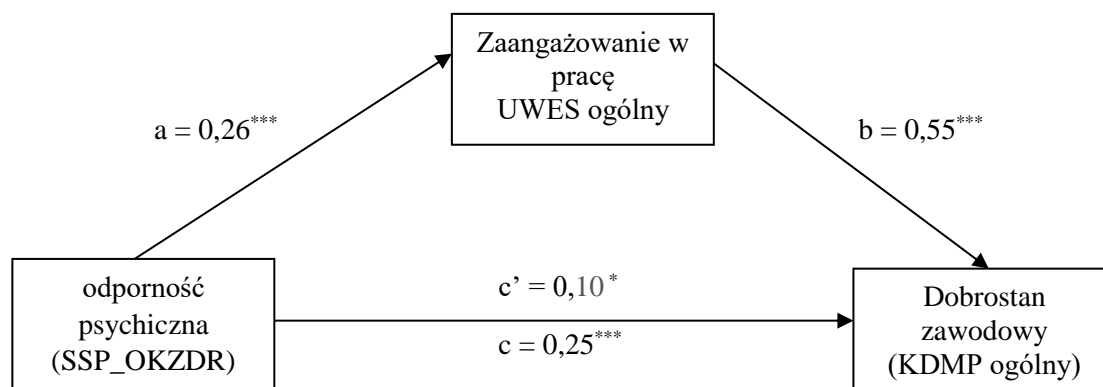 Zaangażowanie w
pracę
UWES ogólny
a = 0,26***
b = 0,55***
odporność
psychiczna
(SSP_OKZDR)
c’ = 0,10 *
c = 0,25***
Dobrostan
zawodowy
(KDMP ogólny)